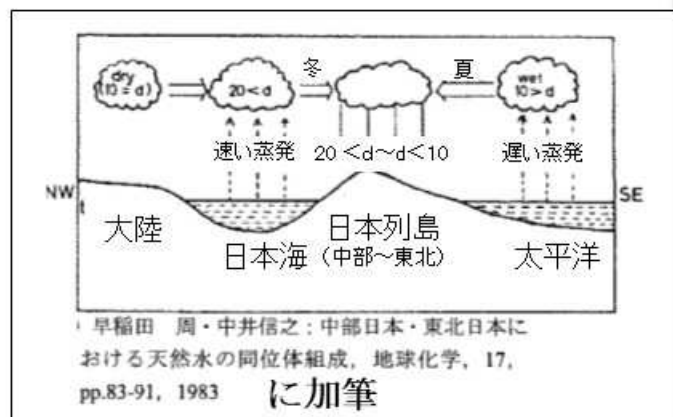 冬 夏
dry
(10 = d)
20 < d
wet
10 > d
速い蒸発 20 <d～d<10 遅い蒸発
NW
SE
t
大陸
日本海
日本列島
(中部～東北)
太平洋
早稲田 周・中井信之：中部日本・東北日本に
おける天然水の同位体組成，地球化学，17，
pp.83-91，1983 に加筆